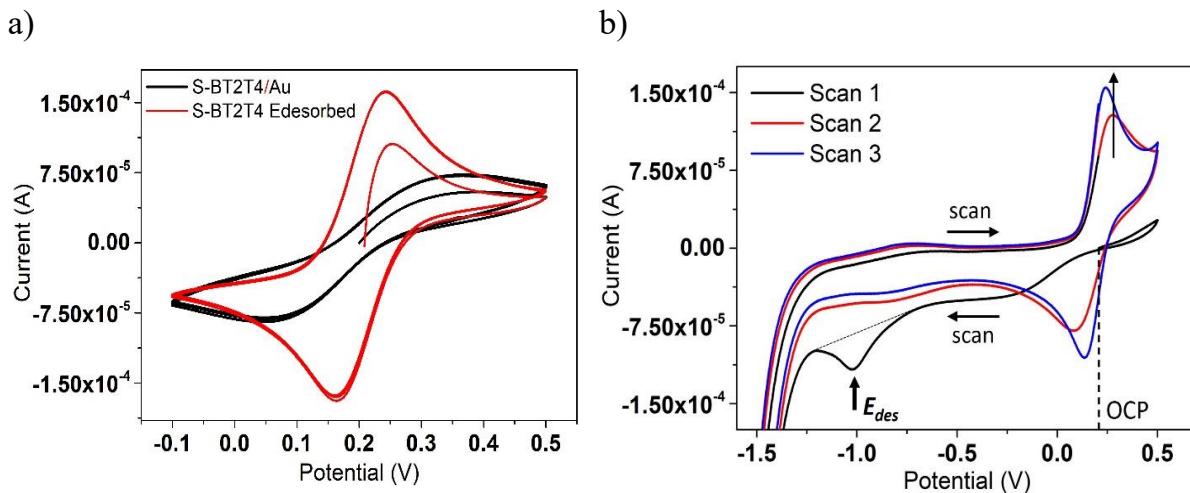 a)
S-BT2T4/Au
S-BT2T4 Edesorbed
1.50x10⁻⁴
7.50x10⁻⁵
0.00
-7.50x10⁻⁵
-1.50x10⁻⁴
Current (A)
-0.1 0.0 0.1 0.2 0.3 0.4 0.5
Potential (V)
b)
Scan 1
Scan 2
Scan 3
1.50x10⁻⁴
7.50x10⁻⁵
0.00
-7.50x10⁻⁵
-1.50x10⁻⁴
Current (A)
scan
scan
E_des
OCP
-1.5 -1.0 -0.5 0.0 0.5
Potential (V)